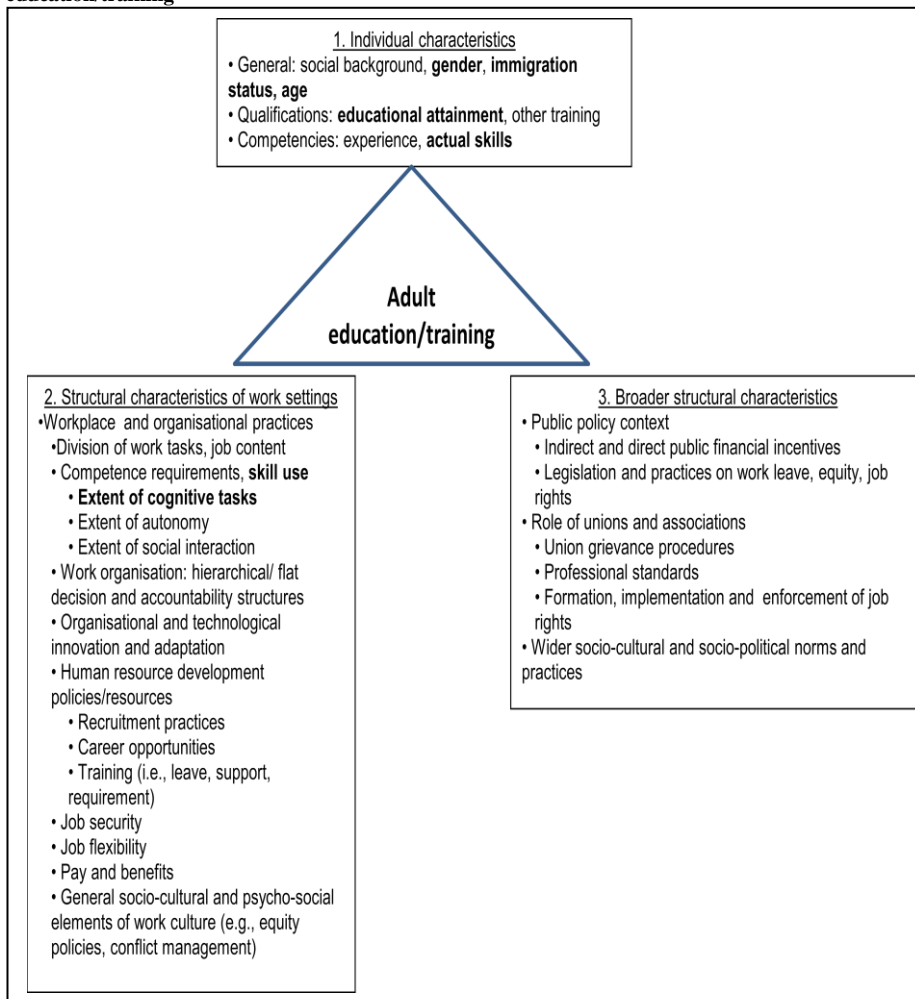 education/training
1. Individual characteristics
• General: social background, gender, immigration
status, age
• Qualifications: educational attainment, other training
• Competencies: experience, actual skills
Adult
education/training
2. Structural characteristics of work settings
•Workplace and organisational practices
•Division of work tasks, job content
• Competence requirements, skill use
• Extent of cognitive tasks
• Extent of autonomy
• Extent of social interaction
• Work organisation: hierarchical/ flat
decision and accountability structures
• Organisational and technological
innovation and adaptation
• Human resource development
policies/resources
• Recruitment practices
• Career opportunities
• Training (i.e., leave, support,
requirement)
• Job security
• Job flexibility
• Pay and benefits
• General socio-cultural and psycho-social
elements of work culture (e.g., equity
policies, conflict management)
3. Broader structural characteristics
• Public policy context
• Indirect and direct public financial incentives
• Legislation and practices on work leave, equity, job
rights
• Role of unions and associations
• Union grievance procedures
• Professional standards
• Formation, implementation and enforcement of job
rights
• Wider socio-cultural and socio-political norms and
practices